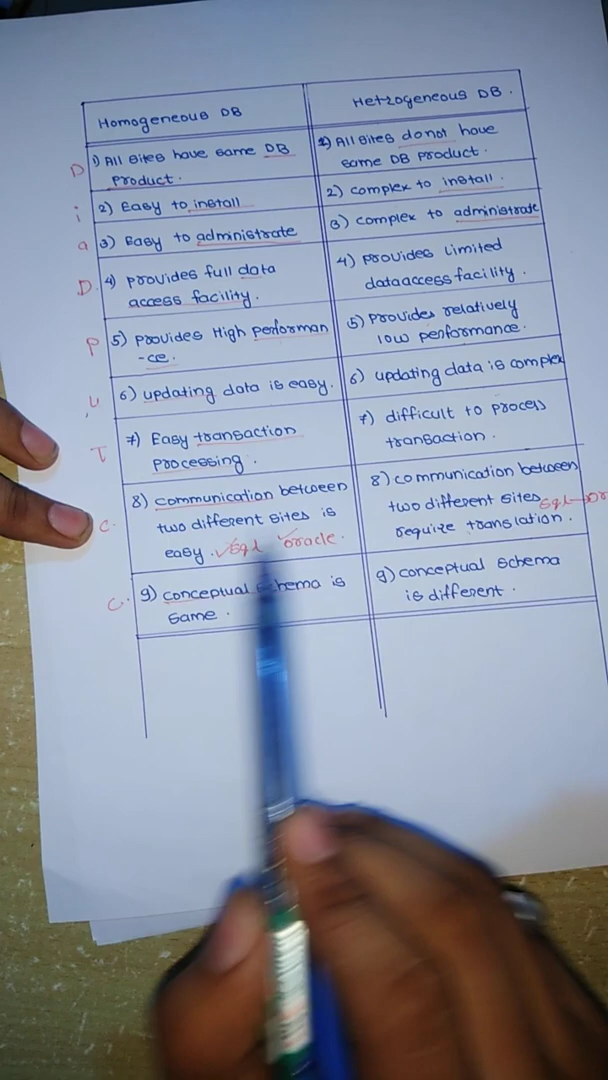 Homogeneous DB
Hetrogeneous DB.
D 1) All sites have same DB
product.
1) All sites donot have
same DB product.
i 2) Easy to install
2) complex to install.
a 3) Easy to administrate
3) complex to administrate
D. 4) provides full data
access facility.
4) provides limited
dataaccess facility.
P 5) provides High performan
-ce.
5) provides relatively
low performance.
U 6) updating data is easy.
6) updating data is complex
T 7) Easy transaction
processing.
7) difficult to process
transaction.
C. 8) communication between
two different sites is
easy. ✓sql ✓oracle.
8) communication between
two different sites sql→or
require translation.
C. 9) conceptual schema is
same.
9) conceptual schema
is different.